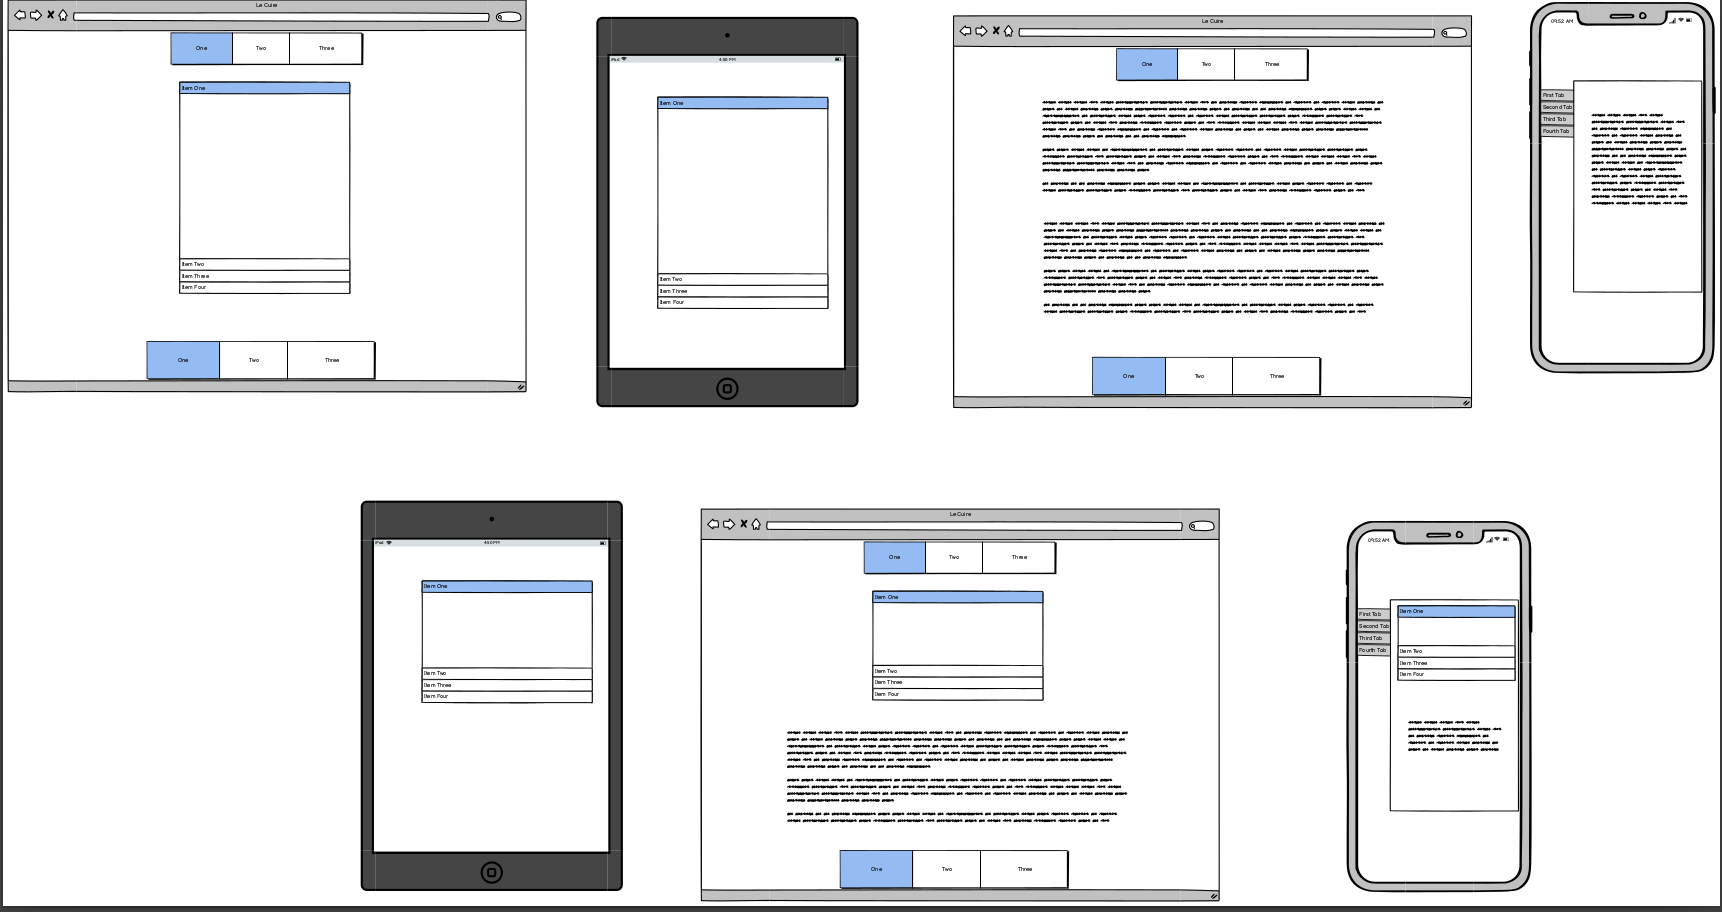 Le Cuire
One Two Three
Item One
Item Two
Item Three
Item Four
One Two Three
iPad 4:50 PM
Item One
Item Two
Item Three
Item Four
Le Cuire
One Two Three
One Two Three
09:52 AM
First Tab
Second Tab
Third Tab
Fourth Tab
iPad 4:50 PM
Item One
Item Two
Item Three
Item Four
Le Cuire
One Two Three
Item One
Item Two
Item Three
Item Four
One Two Three
09:52 AM
First Tab
Second Tab
Third Tab
Fourth Tab
Item One
Item Two
Item Three
Item Four